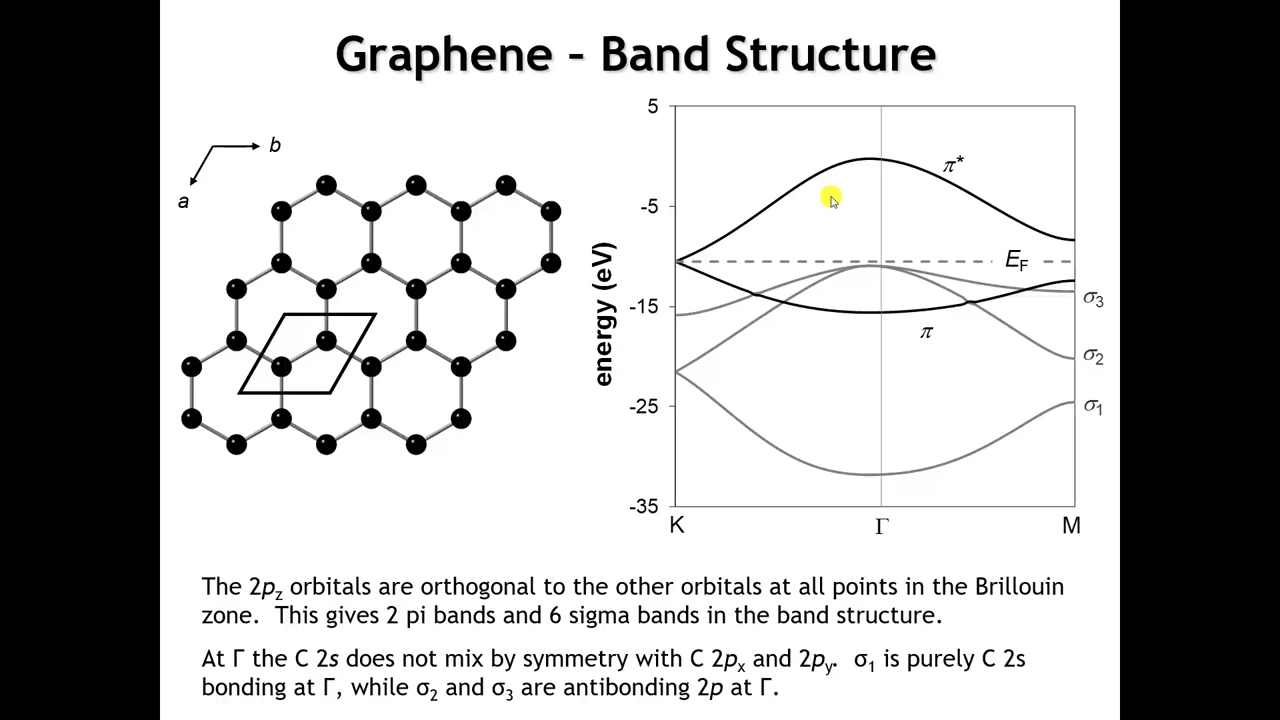 Graphene – Band Structure
b
a
5
-5
-15
-25
-35
energy (eV)
π*
E_F
π
σ₃
σ₂
σ₁
K
Γ
M
The 2p_z orbitals are orthogonal to the other orbitals at all points in the Brillouin
zone. This gives 2 pi bands and 6 sigma bands in the band structure.
At Γ the C 2s does not mix by symmetry with C 2pₓ and 2p_y. σ₁ is purely C 2s
bonding at Γ, while σ₂ and σ₃ are antibonding 2p at Γ.